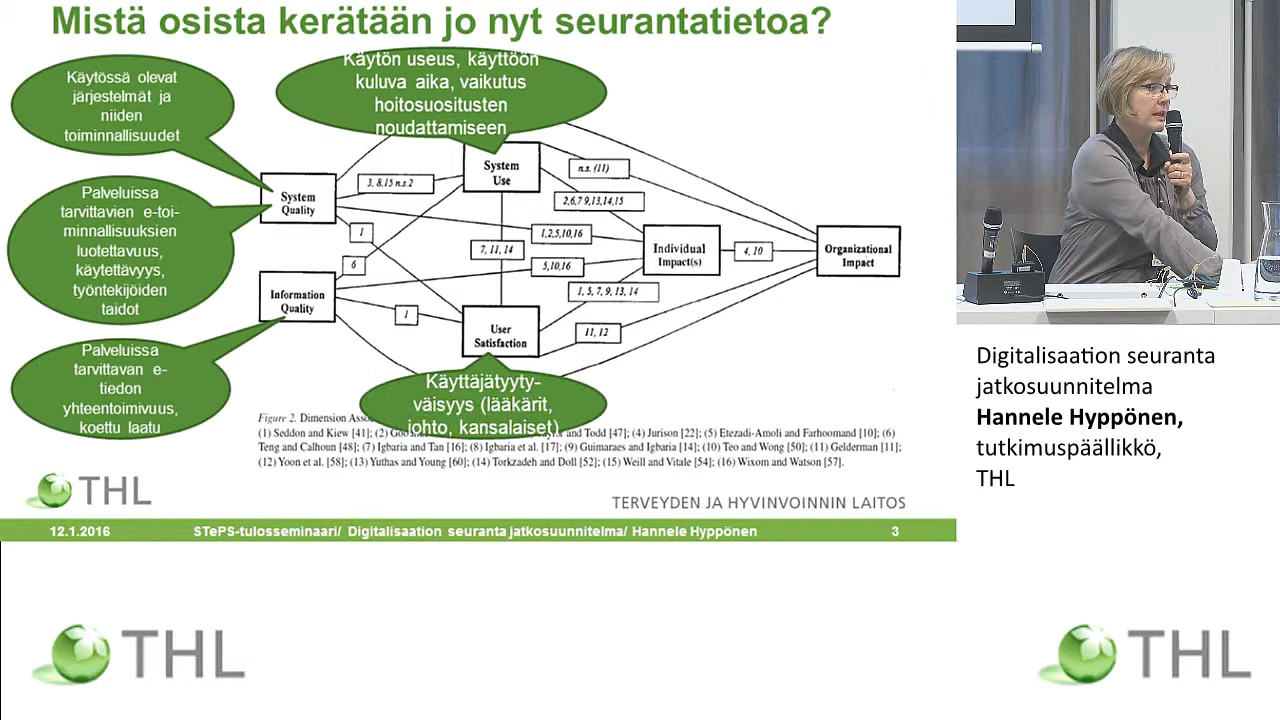 Mistä osista kerätään jo nyt seurantatietoa?
Käytössä olevat
järjestelmät ja
niiden
toiminnallisuudet
Käytön useus, käyttöön
kuluva aika, vaikutus
hoitosuositusten
noudattamiseen
Palveluissa
tarvittavien e-toi-
minnallisuuksien
luotettavuus,
käytettävyys,
työntekijöiden
taidot
Palveluissa
tarvittavan e-
tiedon
yhteentoimivuus,
koettu laatu
Käyttäjätyyty-
väisyys (lääkärit,
johto, kansalaiset)
System
Quality
3, 8,15 n.s.2
System
Use
n.s. (11)
2,6,7 9,13,14,15
1
1,2,5,10,16
7, 11, 14
6
5,10,16
Individual
Impact(s)
4, 10
Organizational
Impact
Information
Quality
1
1, 5, 7, 9, 13, 14
User
Satisfaction
11, 12
Figure 2. Dimension
(1) Seddon and Kiew [41]; (2) and Todd [47]; (4) Jurison [22]; (5) Etezadi-Amoli and Farhoomand [10]; (6)
Teng and Calhoun [48]; (7) Igbaria and Tan [16]; (8) Igbaria et al. [17]; (9) Guimaraes and Igbaria [14]; (10) Teo and Wong [50]; (11) Gelderman [11];
(12) Yoon et al. [58]; (13) Yuthas and Young [60]; (14) Torkzadeh and Doll [52]; (15) Weill and Vitale [54]; (16) Wixom and Watson [57].
THL
TERVEYDEN JA HYVINVOINNIN LAITOS
12.1.2016 STePS-tulosseminaari/ Digitalisaation seuranta jatkosuunnitelma/ Hannele Hyppönen 3
Digitalisaation seuranta
jatkosuunnitelma
Hannele Hyppönen,
tutkimuspäällikkö,
THL
THL
THL